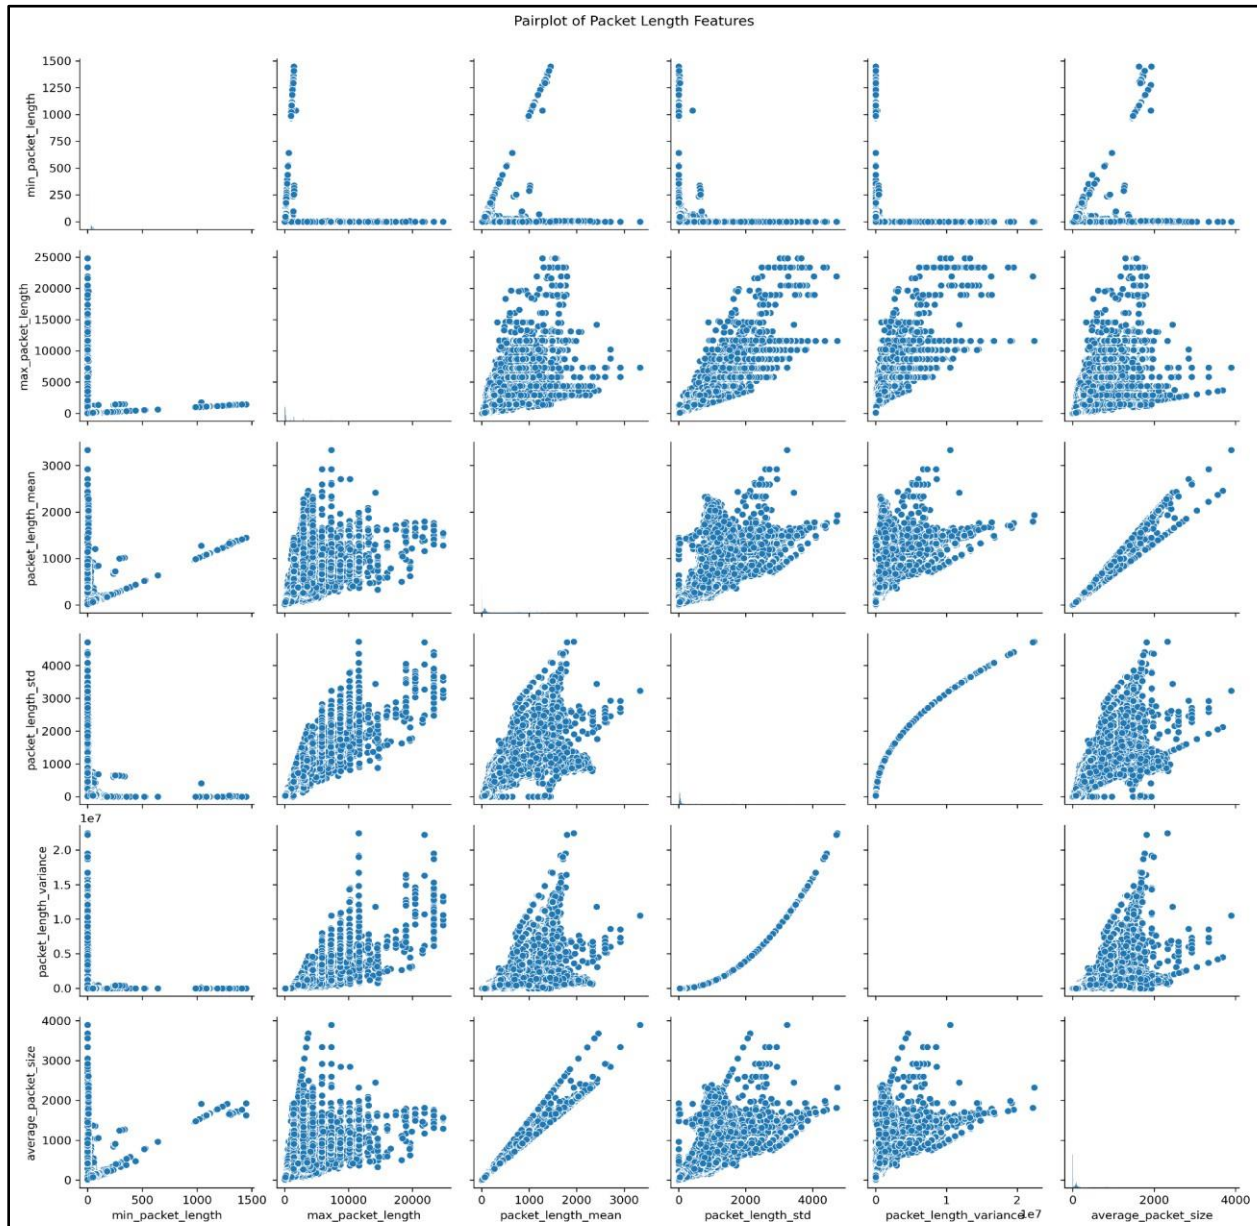 Pairplot of Packet Length Features
1500
1250
1000
750
500
250
0
min_packet_length
25000
20000
15000
10000
5000
0
max_packet_length
3000
2000
1000
0
packet_length_mean
4000
3000
2000
1000
0
packet_length_std
1e7
2.0
1.5
1.0
0.5
0.0
packet_length_variance
4000
3000
2000
1000
0
average_packet_size
0 500 1000 1500
min_packet_length
0 10000 20000
max_packet_length
0 1000 2000 3000
packet_length_mean
0 2000 4000
packet_length_std
0 1 2
packet_length_variance
1e7
0 2000 4000
average_packet_size